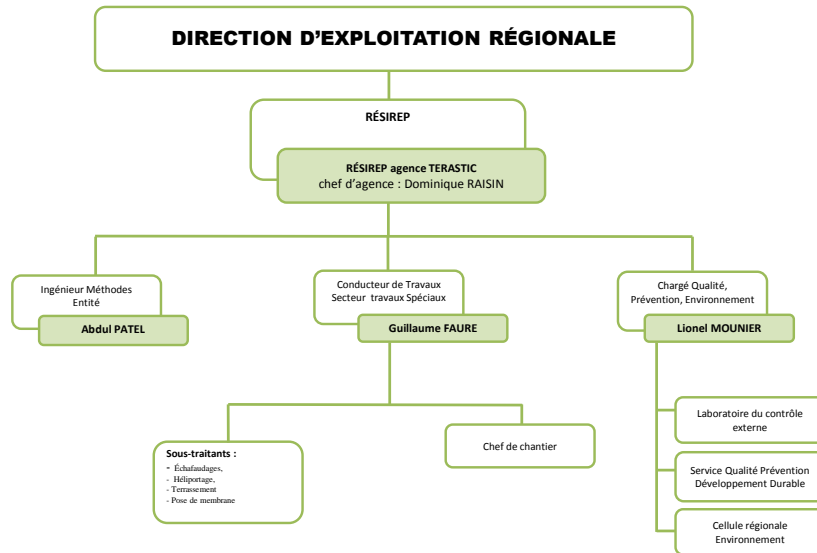 DIRECTION D'EXPLOITATION RÉGIONALE
RÉSIREP
RÉSIREP agence TERASTIC
chef d'agence : Dominique RAISIN
Ingénieur Méthodes
Entité
Abdul PATEL
Conducteur de Travaux
Secteur travaux Spéciaux
Guillaume FAURE
Chargé Qualité,
Prévention, Environnement
Lionel MOUNIER
Sous-traitants :
- Échafaudages,
- Héliportage,
- Terrassement
- Pose de membrane
Chef de chantier
Laboratoire du contrôle
externe
Service Qualité Prévention
Développement Durable
Cellule régionale
Environnement